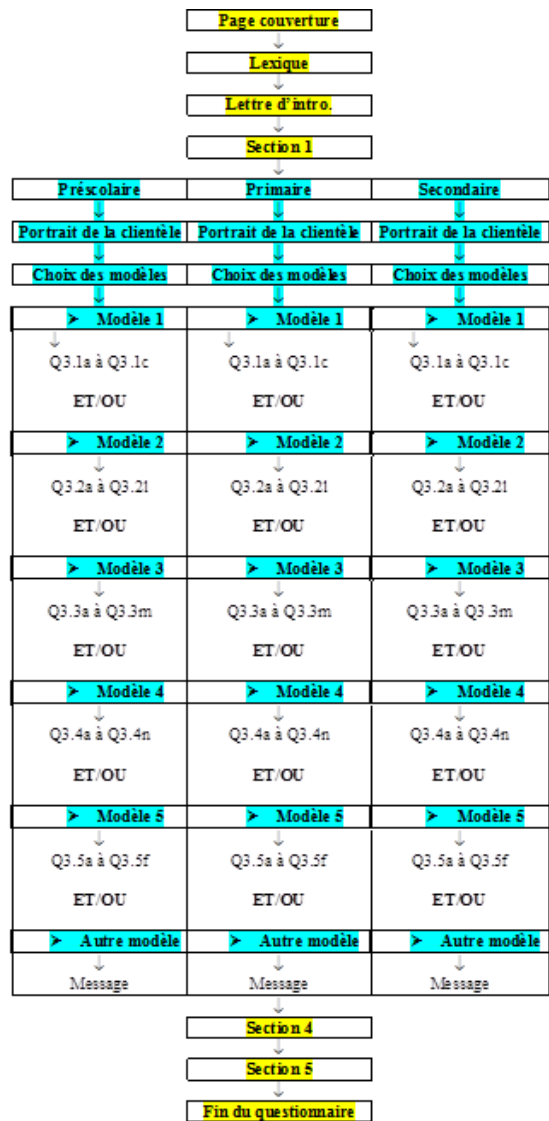 Page couverture
↓
Lexique
↓
Lettre d'intro.
↓
Section 1
Préscolaire Primaire Secondaire
↓ ↓ ↓
Portrait de la clientèle Portrait de la clientèle Portrait de la clientèle
↓ ↓ ↓
Choix des modèles Choix des modèles Choix des modèles
↓ ↓ ↓
➢ Modèle 1 ➢ Modèle 1 ➢ Modèle 1
↓ ↓ ↓
Q3.1a à Q3.1c Q3.1a à Q3.1c Q3.1a à Q3.1c
ET/OU ET/OU ET/OU
➢ Modèle 2 ➢ Modèle 2 ➢ Modèle 2
↓ ↓ ↓
Q3.2a à Q3.2l Q3.2a à Q3.2l Q3.2a à Q3.2l
ET/OU ET/OU ET/OU
➢ Modèle 3 ➢ Modèle 3 ➢ Modèle 3
↓ ↓ ↓
Q3.3a à Q3.3m Q3.3a à Q3.3m Q3.3a à Q3.3m
ET/OU ET/OU ET/OU
➢ Modèle 4 ➢ Modèle 4 ➢ Modèle 4
↓ ↓ ↓
Q3.4a à Q3.4n Q3.4a à Q3.4n Q3.4a à Q3.4n
ET/OU ET/OU ET/OU
➢ Modèle 5 ➢ Modèle 5 ➢ Modèle 5
↓ ↓ ↓
Q3.5a à Q3.5f Q3.5a à Q3.5f Q3.5a à Q3.5f
ET/OU ET/OU ET/OU
➢ Autre modèle ➢ Autre modèle ➢ Autre modèle
↓ ↓ ↓
Message Message Message
↓
Section 4
↓
Section 5
↓
Fin du questionnaire